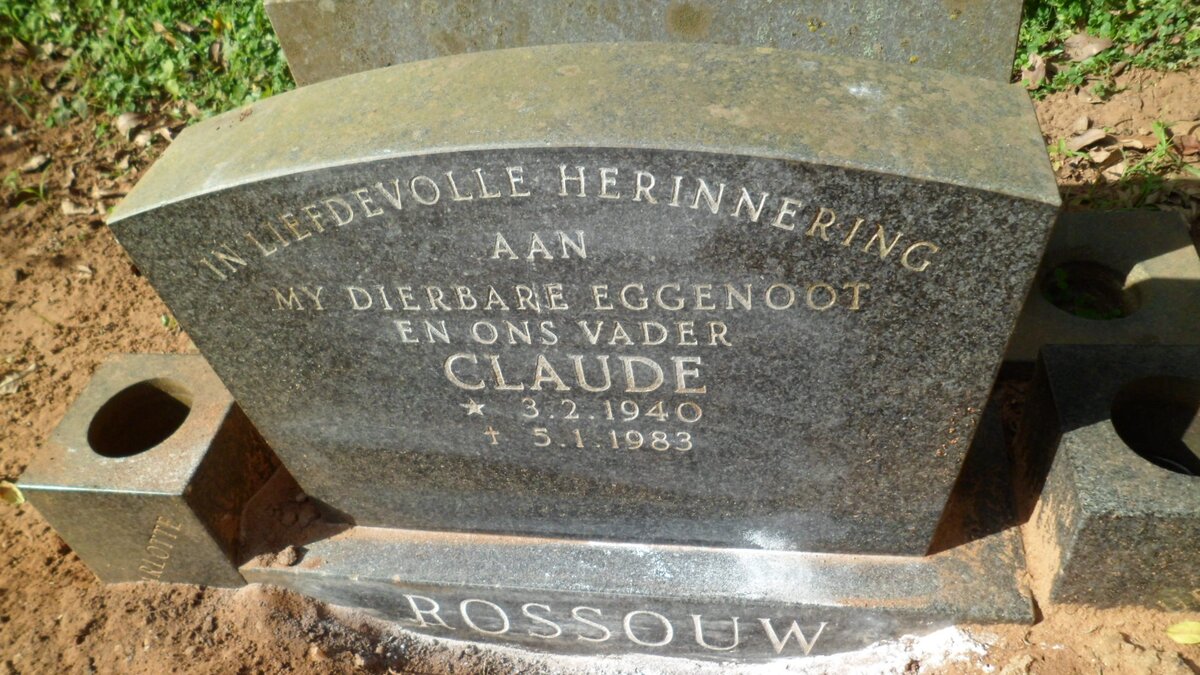 IN LIEFDEVOLLE HERINNERING
AAN
MY DIERBARE EGGENOOT
EN ONS VADER
CLAUDE
★ 3.2.1940
✝ 5.1.1983
ROSSOUW